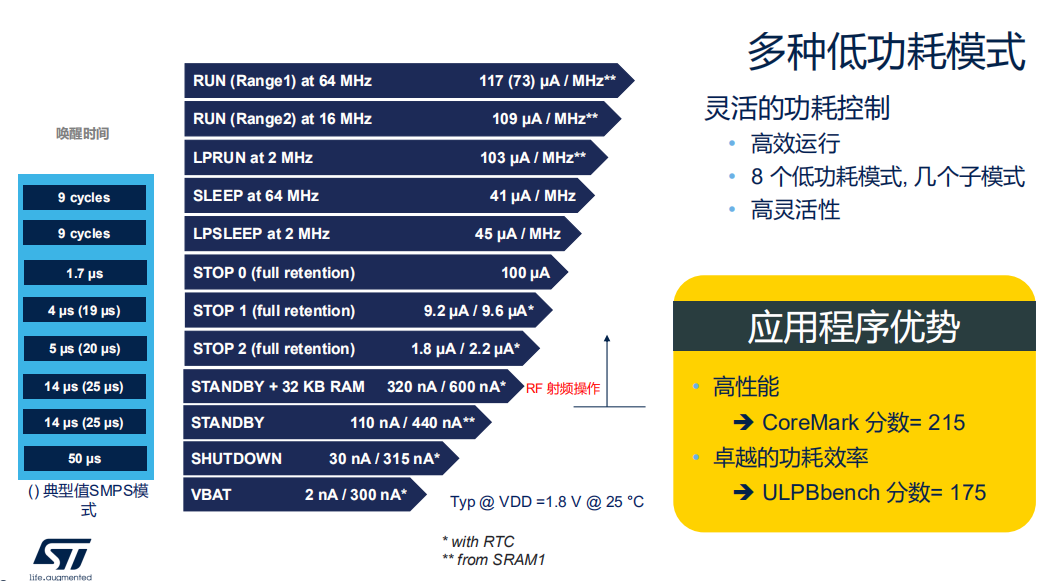 多种低功耗模式
灵活的功耗控制
• 高效运行
• 8 个低功耗模式, 几个子模式
• 高灵活性
唤醒时间
9 cycles
9 cycles
1.7 µs
4 µs (19 µs)
5 µs (20 µs)
14 µs (25 µs)
14 µs (25 µs)
50 µs
() 典型值SMPS模
式
RUN (Range1) at 64 MHz 117 (73) µA / MHz**
RUN (Range2) at 16 MHz 109 µA / MHz**
LPRUN at 2 MHz 103 µA / MHz**
SLEEP at 64 MHz 41 µA / MHz
LPSLEEP at 2 MHz 45 µA / MHz
STOP 0 (full retention) 100 µA
STOP 1 (full retention) 9.2 µA / 9.6 µA*
STOP 2 (full retention) 1.8 µA / 2.2 µA*
STANDBY + 32 KB RAM 320 nA / 600 nA*
STANDBY 110 nA / 440 nA**
SHUTDOWN 30 nA / 315 nA*
VBAT 2 nA / 300 nA*
RF 射频操作
Typ @ VDD =1.8 V @ 25 °C
* with RTC
** from SRAM1
应用程序优势
• 高性能
➔ CoreMark 分数= 215
• 卓越的功耗效率
➔ ULPBbench 分数= 175
ST
life.augmented